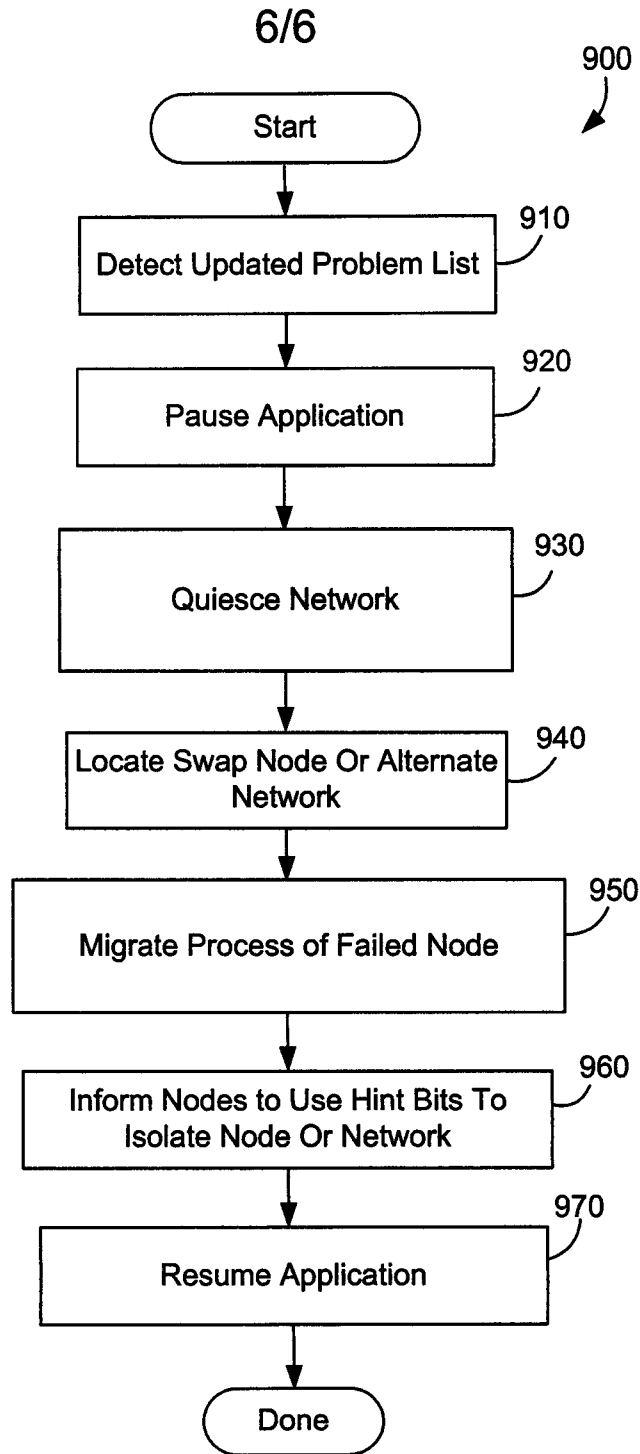 6/6
900
Start
910
Detect Updated Problem List
920
Pause Application
930
Quiesce Network
940
Locate Swap Node Or Alternate
Network
950
Migrate Process of Failed Node
960
Inform Nodes to Use Hint Bits To
Isolate Node Or Network
970
Resume Application
Done